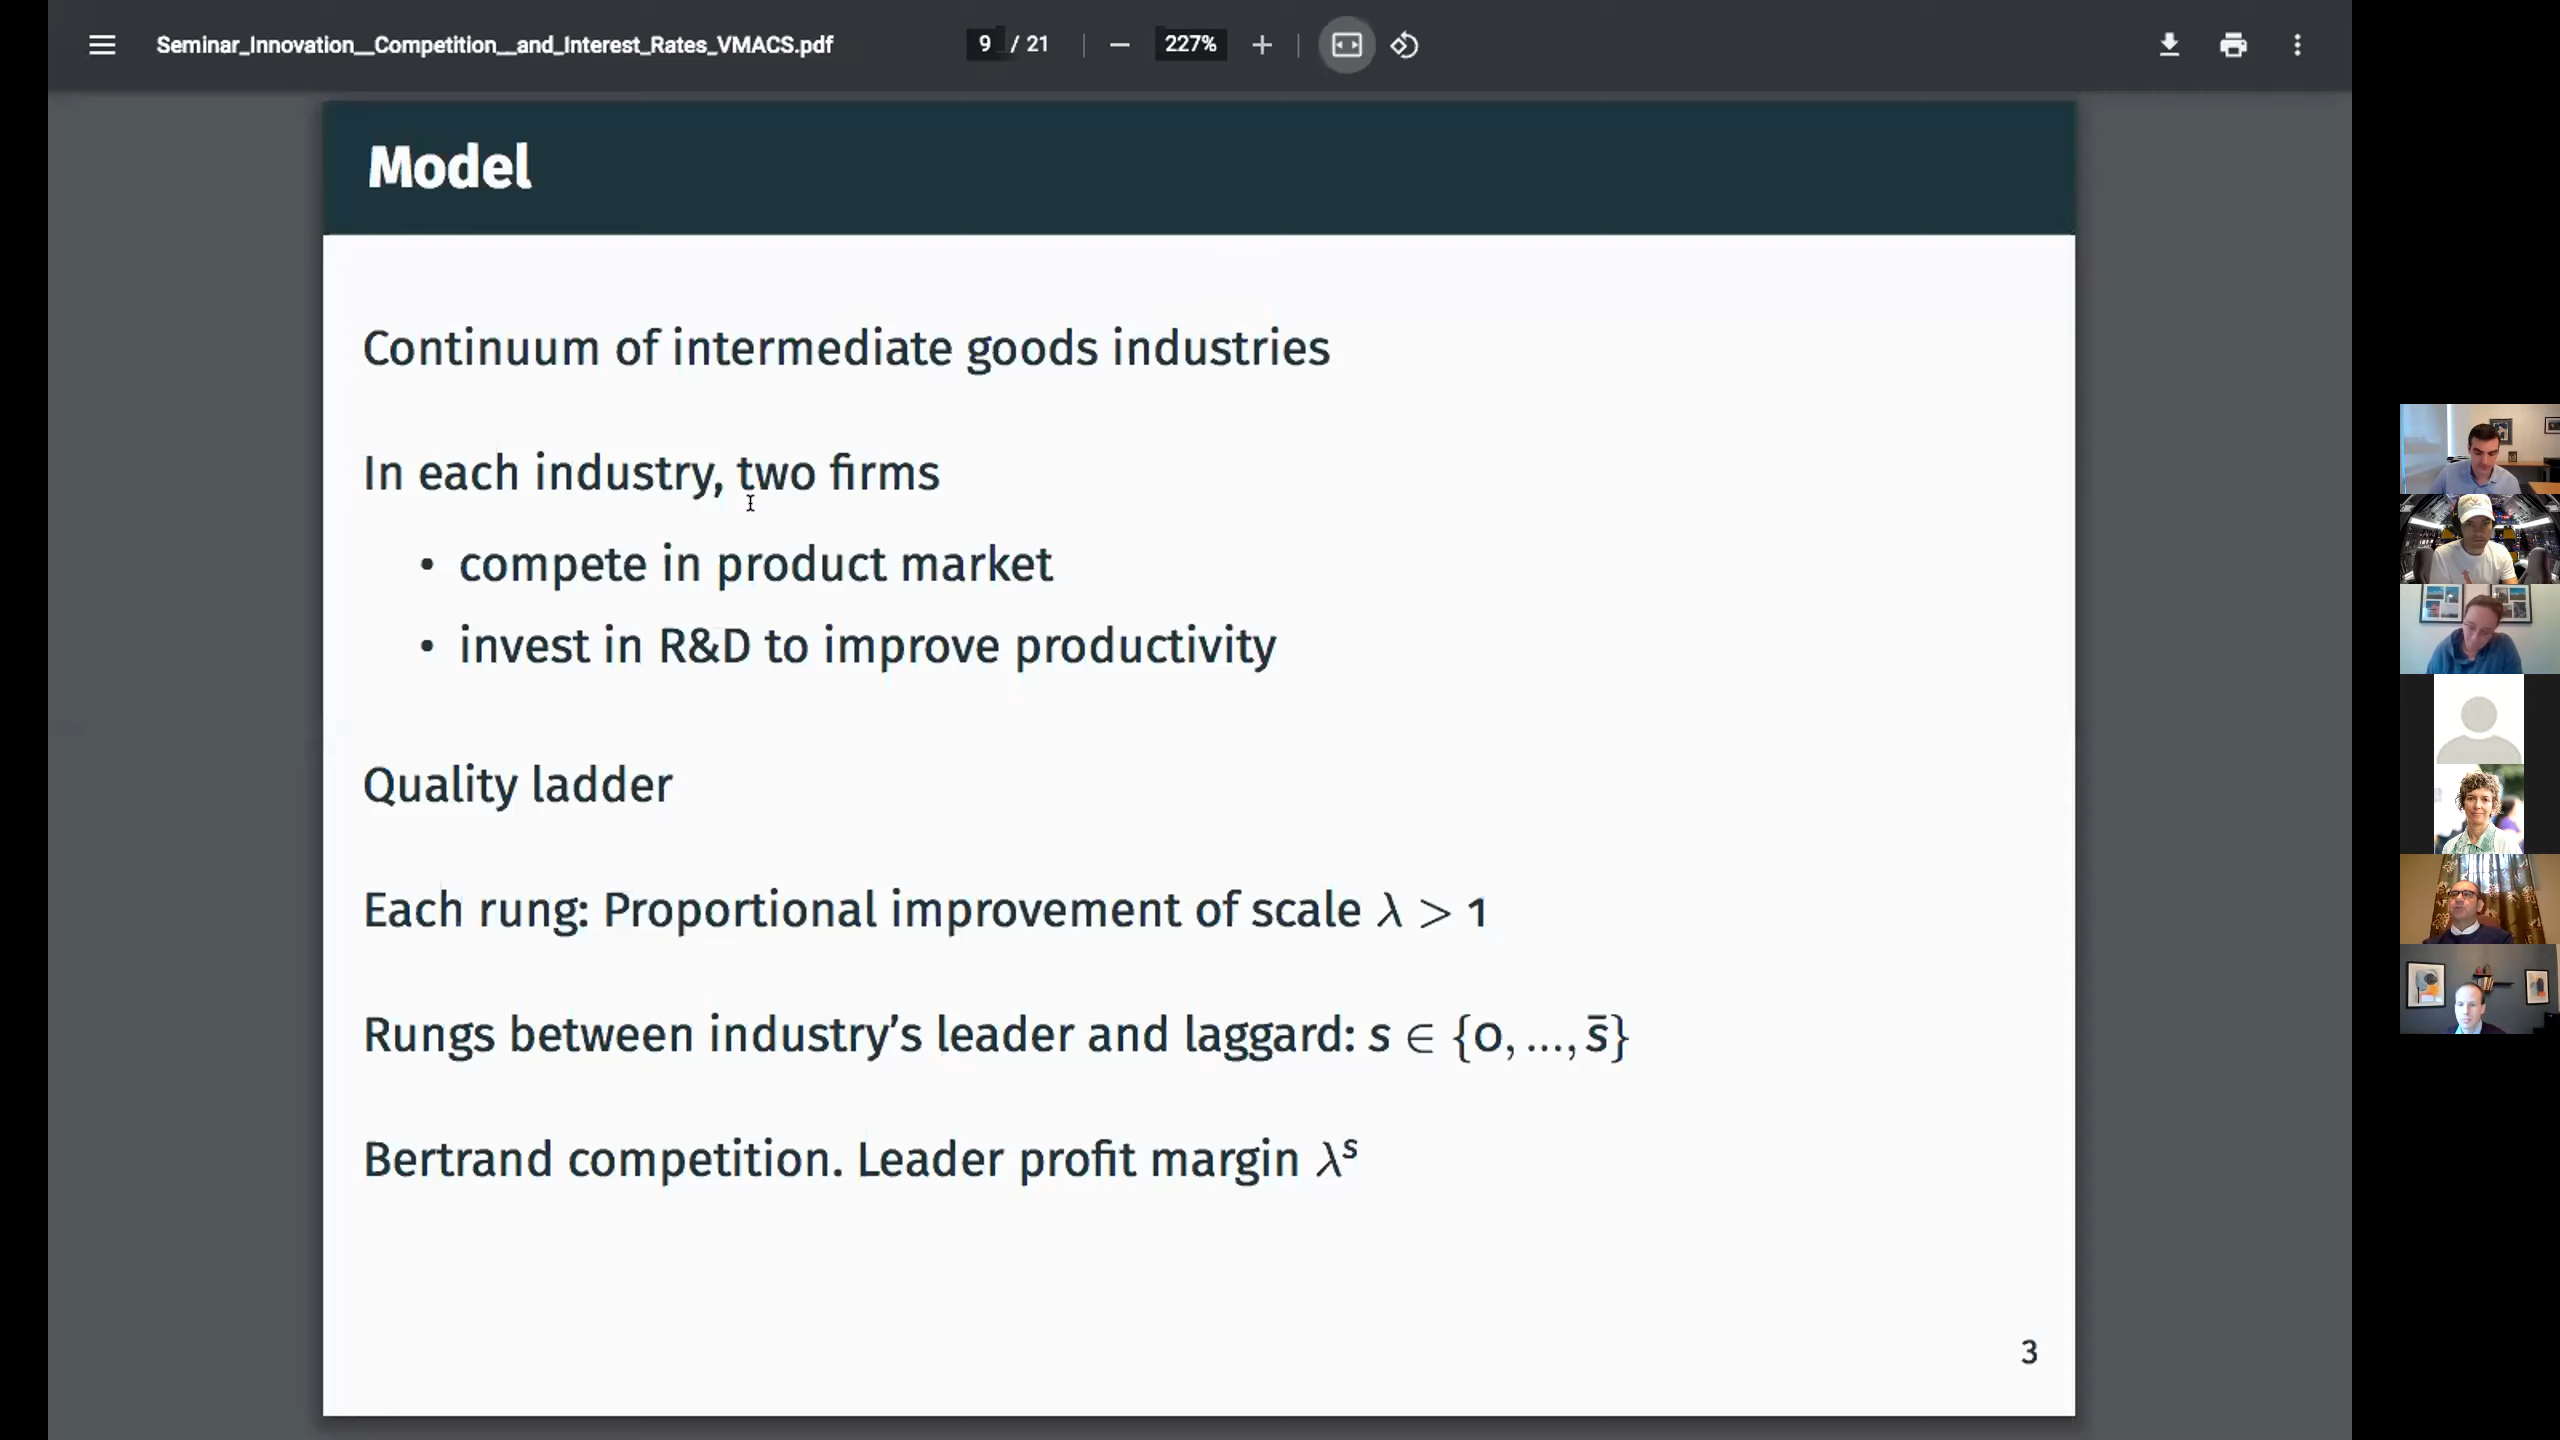 Seminar_Innovation__Competition__and_Interest_Rates_VMACS.pdf 9 / 21 227%
Model
Continuum of intermediate goods industries
In each industry, two firms
• compete in product market
• invest in R&D to improve productivity
Quality ladder
Each rung: Proportional improvement of scale λ > 1
Rungs between industry’s leader and laggard: s ∈ {0, ..., s̄}
Bertrand competition. Leader profit margin λˢ
3